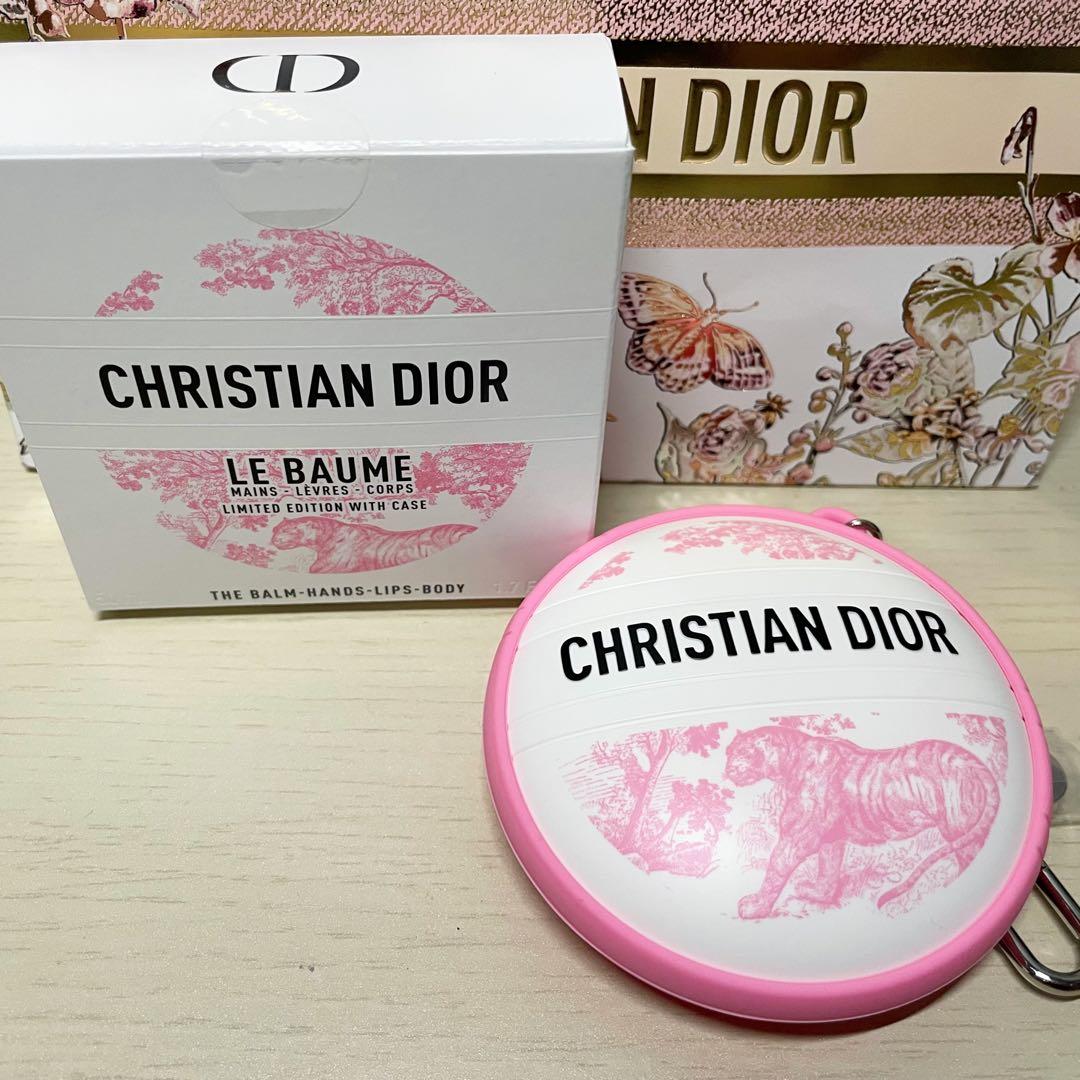 CD
CHRISTIAN DIOR
LE BAUME
MAINS - LÈVRES - CORPS
LIMITED EDITION WITH CASE
THE BALM-HANDS-LIPS-BODY
N DIOR
CHRISTIAN DIOR